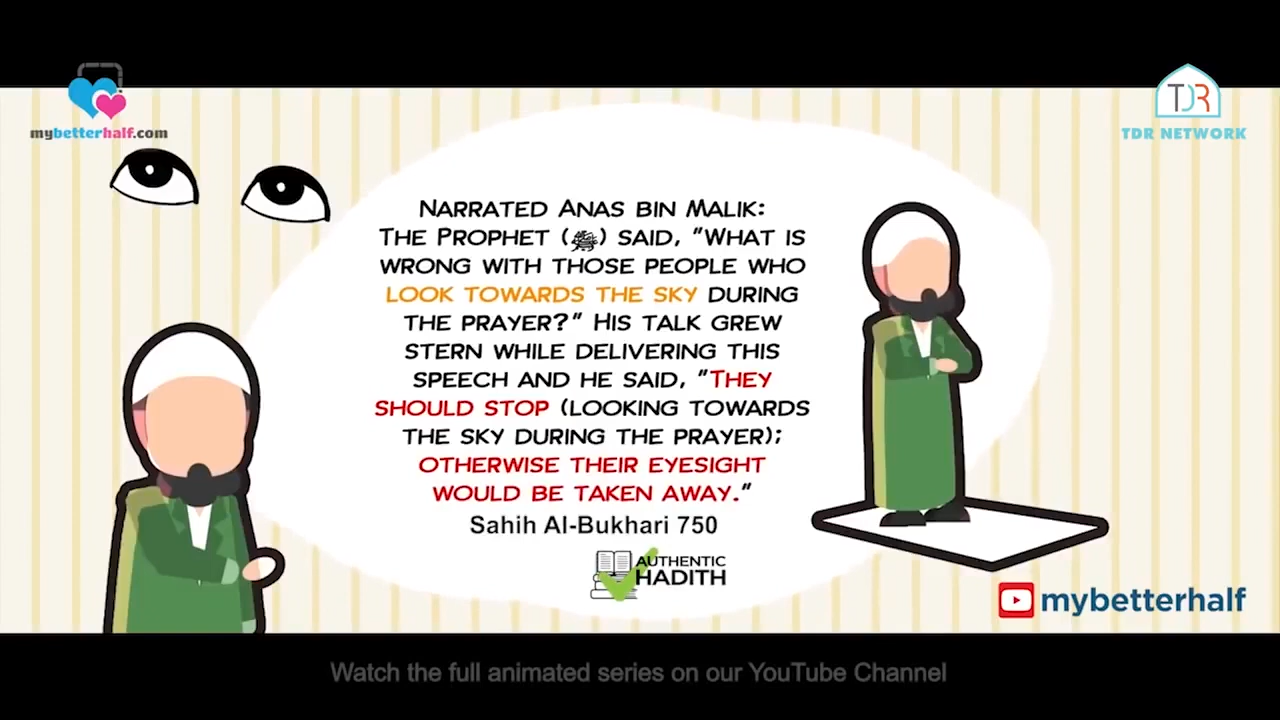 mybetterhalf.com
TDR
TDR NETWORK
NARRATED ANAS BIN MALIK:
THE PROPHET (ﷺ) SAID, "WHAT IS
WRONG WITH THOSE PEOPLE WHO
LOOK TOWARDS THE SKY DURING
THE PRAYER?" HIS TALK GREW
STERN WHILE DELIVERING THIS
SPEECH AND HE SAID, "THEY
SHOULD STOP (LOOKING TOWARDS
THE SKY DURING THE PRAYER);
OTHERWISE THEIR EYESIGHT
WOULD BE TAKEN AWAY."
Sahih Al-Bukhari 750
AUTHENTIC
HADITH
mybetterhalf
Watch the full animated series on our YouTube Channel